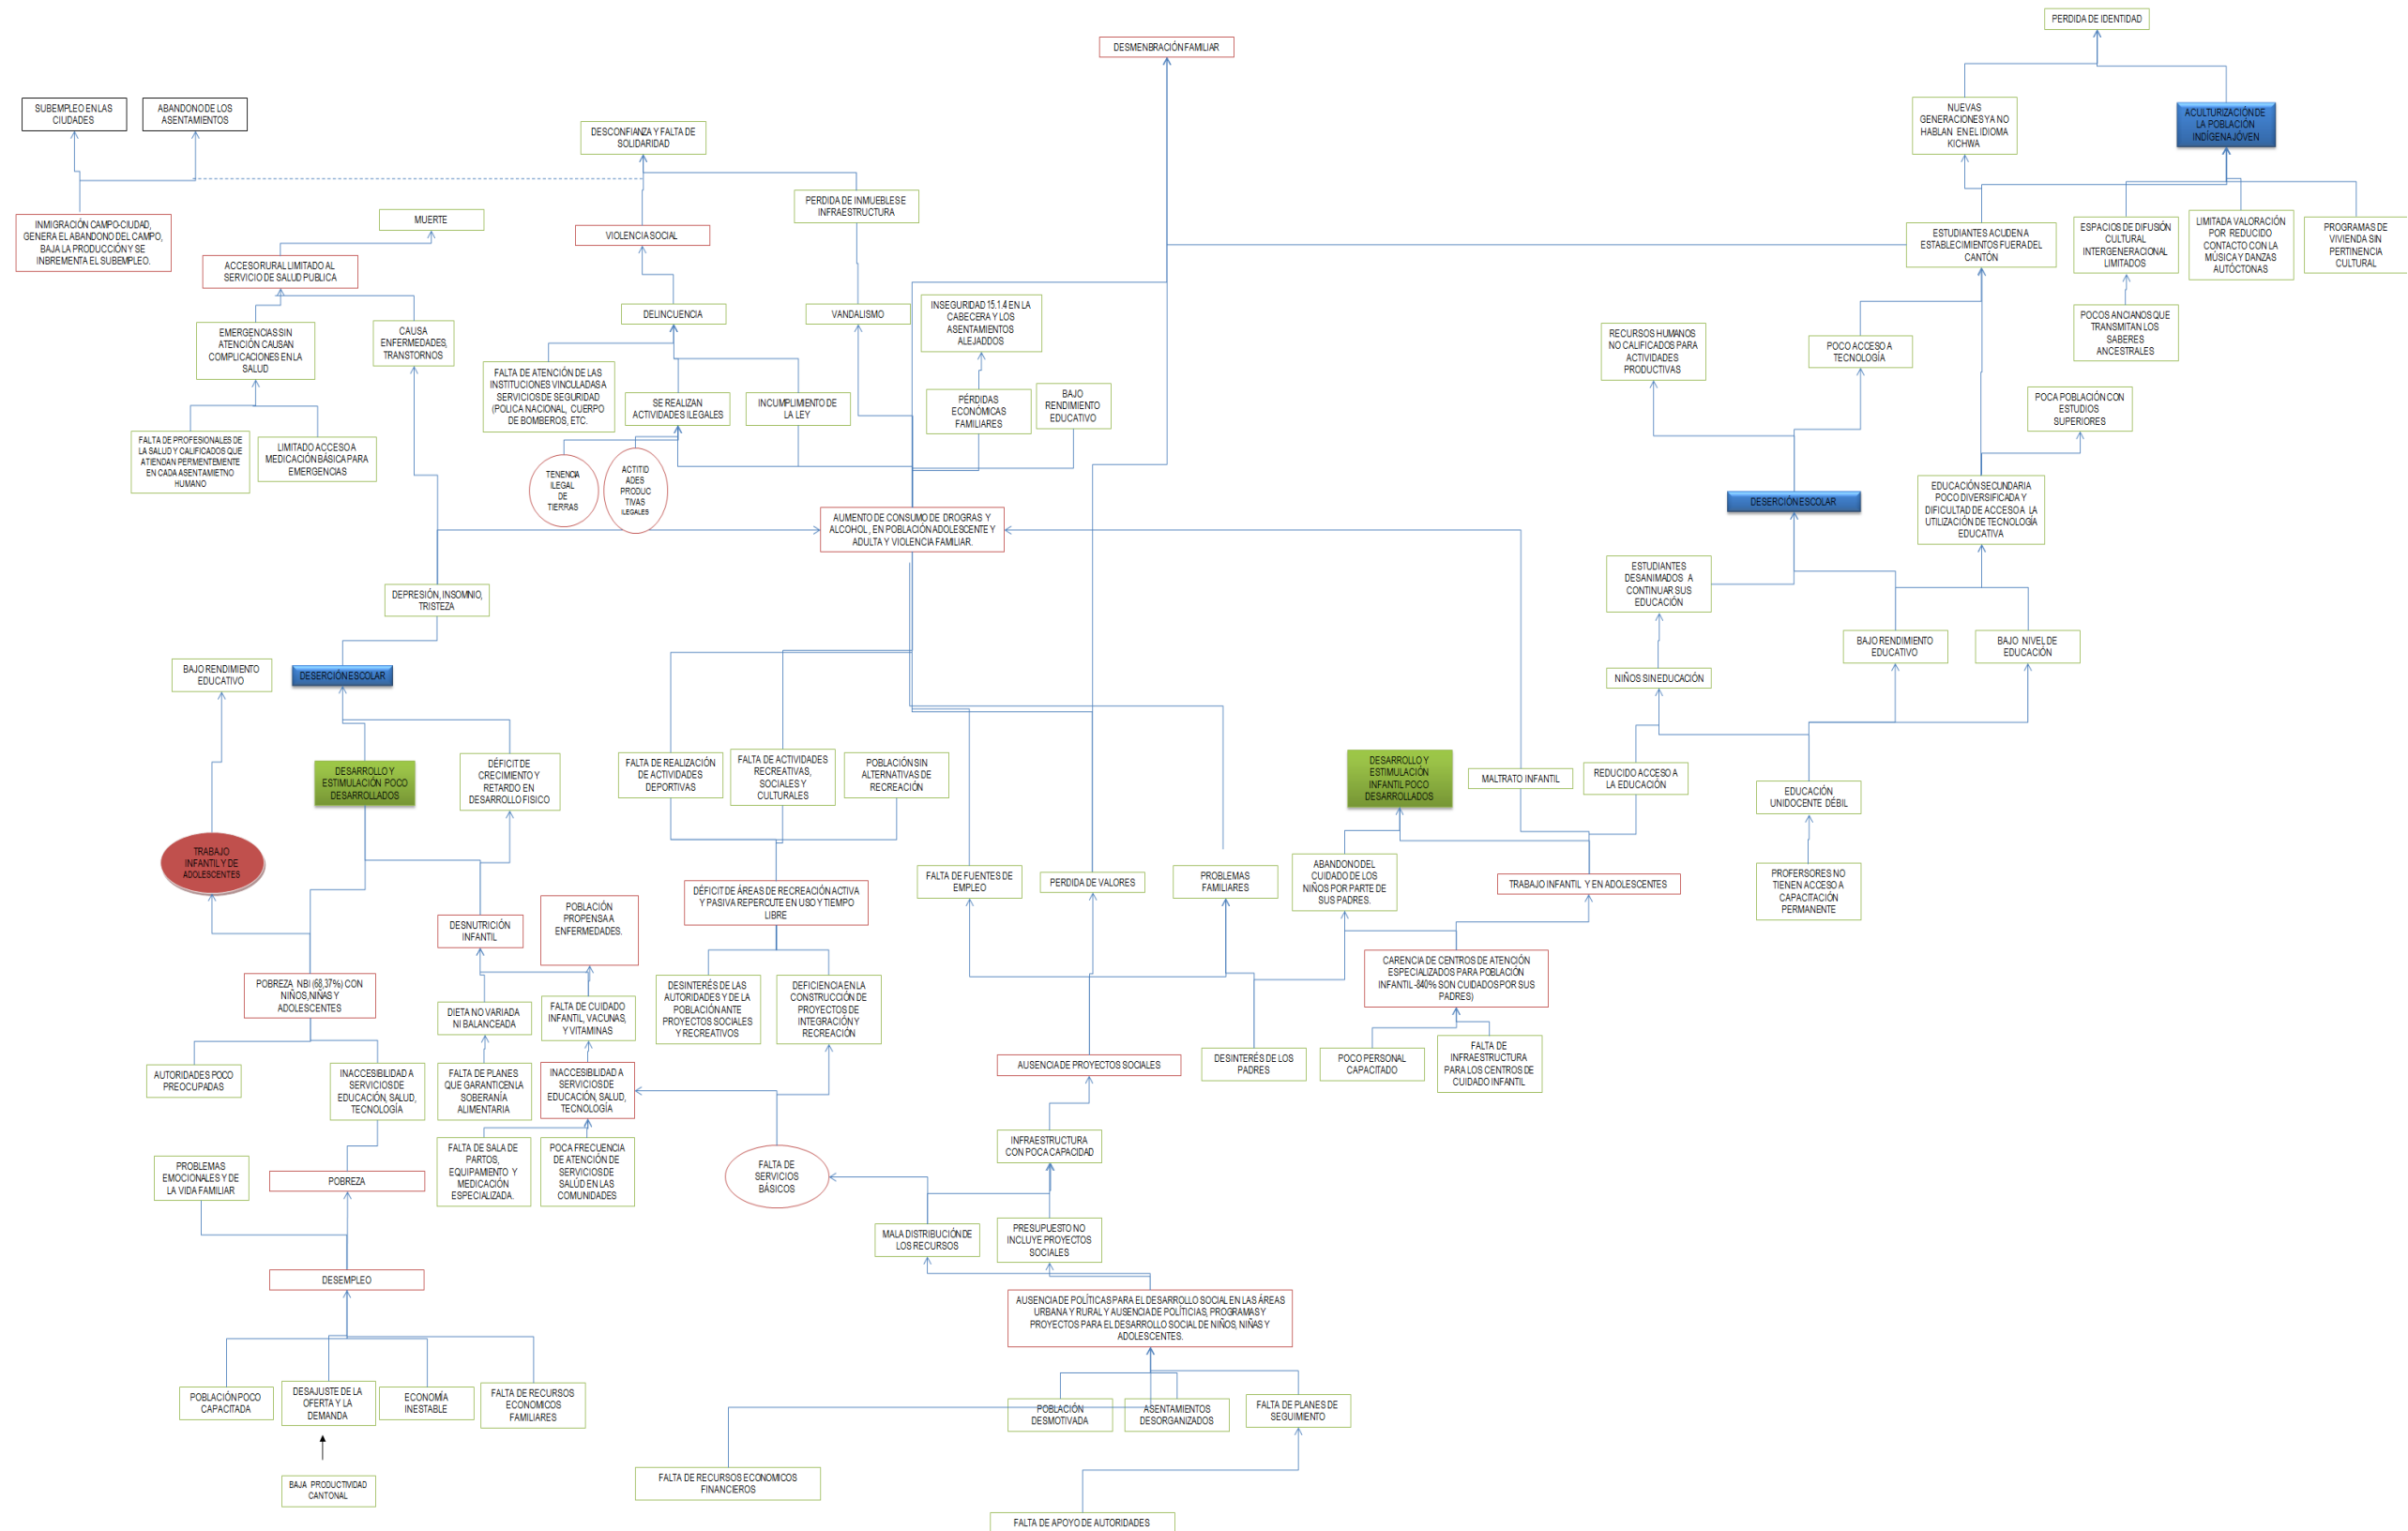 PERDIDA DE IDENTIDAD
DESMENBRACIÓN FAMILIAR
SUBEMPLEO EN LAS
CIUDADES
ABANDONO DE LOS
ASENTAMIENTOS
NUEVAS
GENERACIONES YA NO
HABLAN EN EL IDIOMA
KICHWA
ACULTURIZACIÓN DE
LA POBLACIÓN
INDÍGENA JÓVEN
DESCONFIANZA Y FALTA DE
SOLIDARIDAD
PERDIDA DE INMUEBLES E
INFRAESTRUCTURA
MUERTE
INMIGRACIÓN CAMPO-CIUDAD,
GENERA EL ABANDONO DEL CAMPO,
BAJA LA PRODUCCIÓN Y SE
INBREMENTA EL SUBEMPLEO.
VIOLENCIA SOCIAL
ESTUDIANTES ACUDEN A
ESTABLECIMIENTOS FUERA DEL
CANTÓN
ESPACIOS DE DIFUSIÓN
CULTURAL
INTERGENERACIONAL
LIMITADOS
LIMITADA VALORACIÓN
POR REDUCIDO
CONTACTO CON LA
MÚSICA Y DANZAS
AUTÓCTONAS
PROGRAMAS DE
VIVIENDA SIN
PERTINENCIA
CULTURAL
ACCESO RURAL LIMITADO AL
SERVICIO DE SALUD PUBLICA
EMERGENCIAS SIN
ATENCIÓN CAUSAN
COMPLICACIONES EN LA
SALUD
CAUSA
ENFERMEDADES,
TRANSTORNOS
DELINCUENCIA
VANDALISMO
INSEGURIDAD 15.1.4 EN LA
CABECERA Y LOS
ASENTAMIENTOS
ALEJADDOS
RECURSOS HUMANOS
NO CALIFICADOS PARA
ACTIVIDADES
PRODUCTIVAS
POCO ACCESO A
TECNOLOGÍA
POCOS ANCIANOS QUE
TRANSMITAN LOS
SABERES
ANCESTRALES
FALTA DE ATENCIÓN DE LAS
INSTITUCIONES VINCULADAS A
SERVICIOS DE SEGURIDAD
(POLICA NACIONAL, CUERPO
DE BOMBEROS, ETC.
SE REALIZAN
ACTIVIDADES ILEGALES
INCUMPLIMIENTO DE
LA LEY
PÉRDIDAS
ECONÓMICAS
FAMILIARES
BAJO
RENDIMIENTO
EDUCATIVO
POCA POBLACIÓN CON
ESTUDIOS
SUPERIORES
FALTA DE PROFESIONALES DE
LA SALUD Y CALIFICADOS QUE
ATIENDAN PERMENTEMENTE
EN CADA ASENTAMIETNO
HUMANO
LIMITADO ACCESO A
MEDICACIÓN BÁSICA PARA
EMERGENCIAS
TENENCIA
ILEGAL
DE
TIERRAS
ACTITID
ADES
PRODUC
TIVAS
ILEGALES
DESERCIÓN ESCOLAR
EDUCACIÓN SECUNDARIA
POCO DIVERSIFICADA Y
DIFICULTAD DE ACCESO A LA
UTILIZACIÓN DE TECNOLOGÍA
EDUCATIVA
AUMENTO DE CONSUMO DE DROGRAS Y
ALCOHOL , EN POBLACIÓN ADOLESCENTE Y
ADULTA Y VIOLENCIA FAMILIAR.
DEPRESIÓN, INSOMNIO,
TRISTEZA
ESTUDIANTES
DESANIMADOS A
CONTINUAR SUS
EDUCACIÓN
BAJO RENDIMIENTO
EDUCATIVO
BAJO NIVEL DE
EDUCACIÓN
BAJO RENDIMIENTO
EDUCATIVO
DESERCIÓN ESCOLAR
NIÑOS SIN EDUCACIÓN
DESARROLLO Y
ESTIMULACIÓN POCO
DESARROLLADOS
DÉFICIT DE
CRECIMIENTO Y
RETARDO EN
DESARROLLO FISICO
FALTA DE REALIZACIÓN
DE ACTIVIDADES
DEPORTIVAS
FALTA DE ACTIVIDADES
RECREATIVAS,
SOCIALES Y
CULTURALES
POBLACIÓN SIN
ALTERNATIVAS DE
RECREACIÓN
DESARROLLO Y
ESTIMULACIÓN
INFANTIL POCO
DESARROLLADOS
MALTRATO INFANTIL
REDUCIDO ACCESO A
LA EDUCACIÓN
EDUCACIÓN
UNIDOCENTE DÉBIL
TRABAJO
INFANTIL Y DE
ADOLESCENTES
DÉFICIT DE ÁREAS DE RECREACIÓN ACTIVA
Y PASIVA REPERCUTE EN USO Y TIEMPO
LIBRE
FALTA DE FUENTES DE
EMPLEO
PERDIDA DE VALORES
PROBLEMAS
FAMILIARES
ABANDONO DEL
CUIDADO DE LOS
NIÑOS POR PARTE DE
SUS PADRES.
TRABAJO INFANTIL Y EN ADOLESCENTES
PROFERSORES NO
TIENEN ACCESO A
CAPACITACIÓN
PERMANENTE
DESNUTRICIÓN
INFANTIL
POBLACIÓN
PROPENSA A
ENFERMEDADES.
CARENCIA DE CENTROS DE ATENCIÓN
ESPECIALIZADOS PARA POBLACIÓN
INFANTIL -840% SON CUIDADOS POR SUS
PADRES)
POBREZA NBI (68,37%) CON
NIÑOS,NIÑAS Y
ADOLESCENTES
DIETA NO VARIADA
NI BALANCEADA
FALTA DE CUIDADO
INFANTIL, VACUNAS,
Y VITAMINAS
DESINTERÉS DE LAS
AUTORIDADES Y DE LA
POBLACIÓN ANTE
PROYECTOS SOCIALES
Y RECREATIVOS
DEFICIENCIA EN LA
CONSTRUCCIÓN DE
PROYECTOS DE
INTEGRACIÓN Y
RECREACIÓN
AUSENCIA DE PROYECTOS SOCIALES
DESINTERÉS DE LOS
PADRES
POCO PERSONAL
CAPACITADO
FALTA DE
INFRAESTRUCTURA
PARA LOS CENTROS DE
CUIDADO INFANTIL
AUTORIDADES POCO
PREOCUPADAS
INACCESIBILIDAD A
SERVICIOS DE
EDUCACIÓN, SALUD,
TECNOLOGÍA
FALTA DE PLANES
QUE GARANTICEN LA
SOBERANÍA
ALIMENTARIA
INACCESIBILIDAD A
SERVICIOS DE
EDUCACIÓN, SALUD,
TECNOLOGÍA
INFRAESTRUCTURA
CON POCA CAPACIDAD
PROBLEMAS
EMOCIONALES Y DE
LA VIDA FAMILIAR
POBREZA
FALTA DE SALA DE
PARTOS,
EQUIPAMIENTO Y
MEDICACIÓN
ESPECIALIZADA.
POCA FRECUENCIA
DE ATENCIÓN DE
SERVICIOS DE
SALÚD EN LAS
COMUNIDADES
FALTA DE
SERVICIOS
BÁSICOS
MALA DISTRIBUCIÓN DE
LOS RECURSOS
PRESUPUESTO NO
INCLUYE PROYECTOS
SOCIALES
DESEMPLEO
AUSENCIA DE POLÍTICAS PARA EL DESARROLLO SOCIAL EN LAS ÁREAS
URBANA Y RURAL Y AUSENCIA DE POLÍTICIAS, PROGRAMAS Y
PROYECTOS PARA EL DESARROLLO SOCIAL DE NIÑOS, NIÑAS Y
ADOLESCENTES.
POBLACIÓN POCO
CAPACITADA
DESAJUSTE DE LA
OFERTA Y LA
DEMANDA
ECONOMÍA
INESTABLE
FALTA DE RECURSOS
ECONOMICOS
FAMILIARES
POBLACIÓN
DESMOTIVADA
ASENTAMIENTOS
DESORGANIZADOS
FALTA DE PLANES DE
SEGUIMIENTO
BAJA PRODUCTIVIDAD
CANTONAL
FALTA DE RECURSOS ECONOMICOS
FINANCIEROS
FALTA DE APOYO DE AUTORIDADES